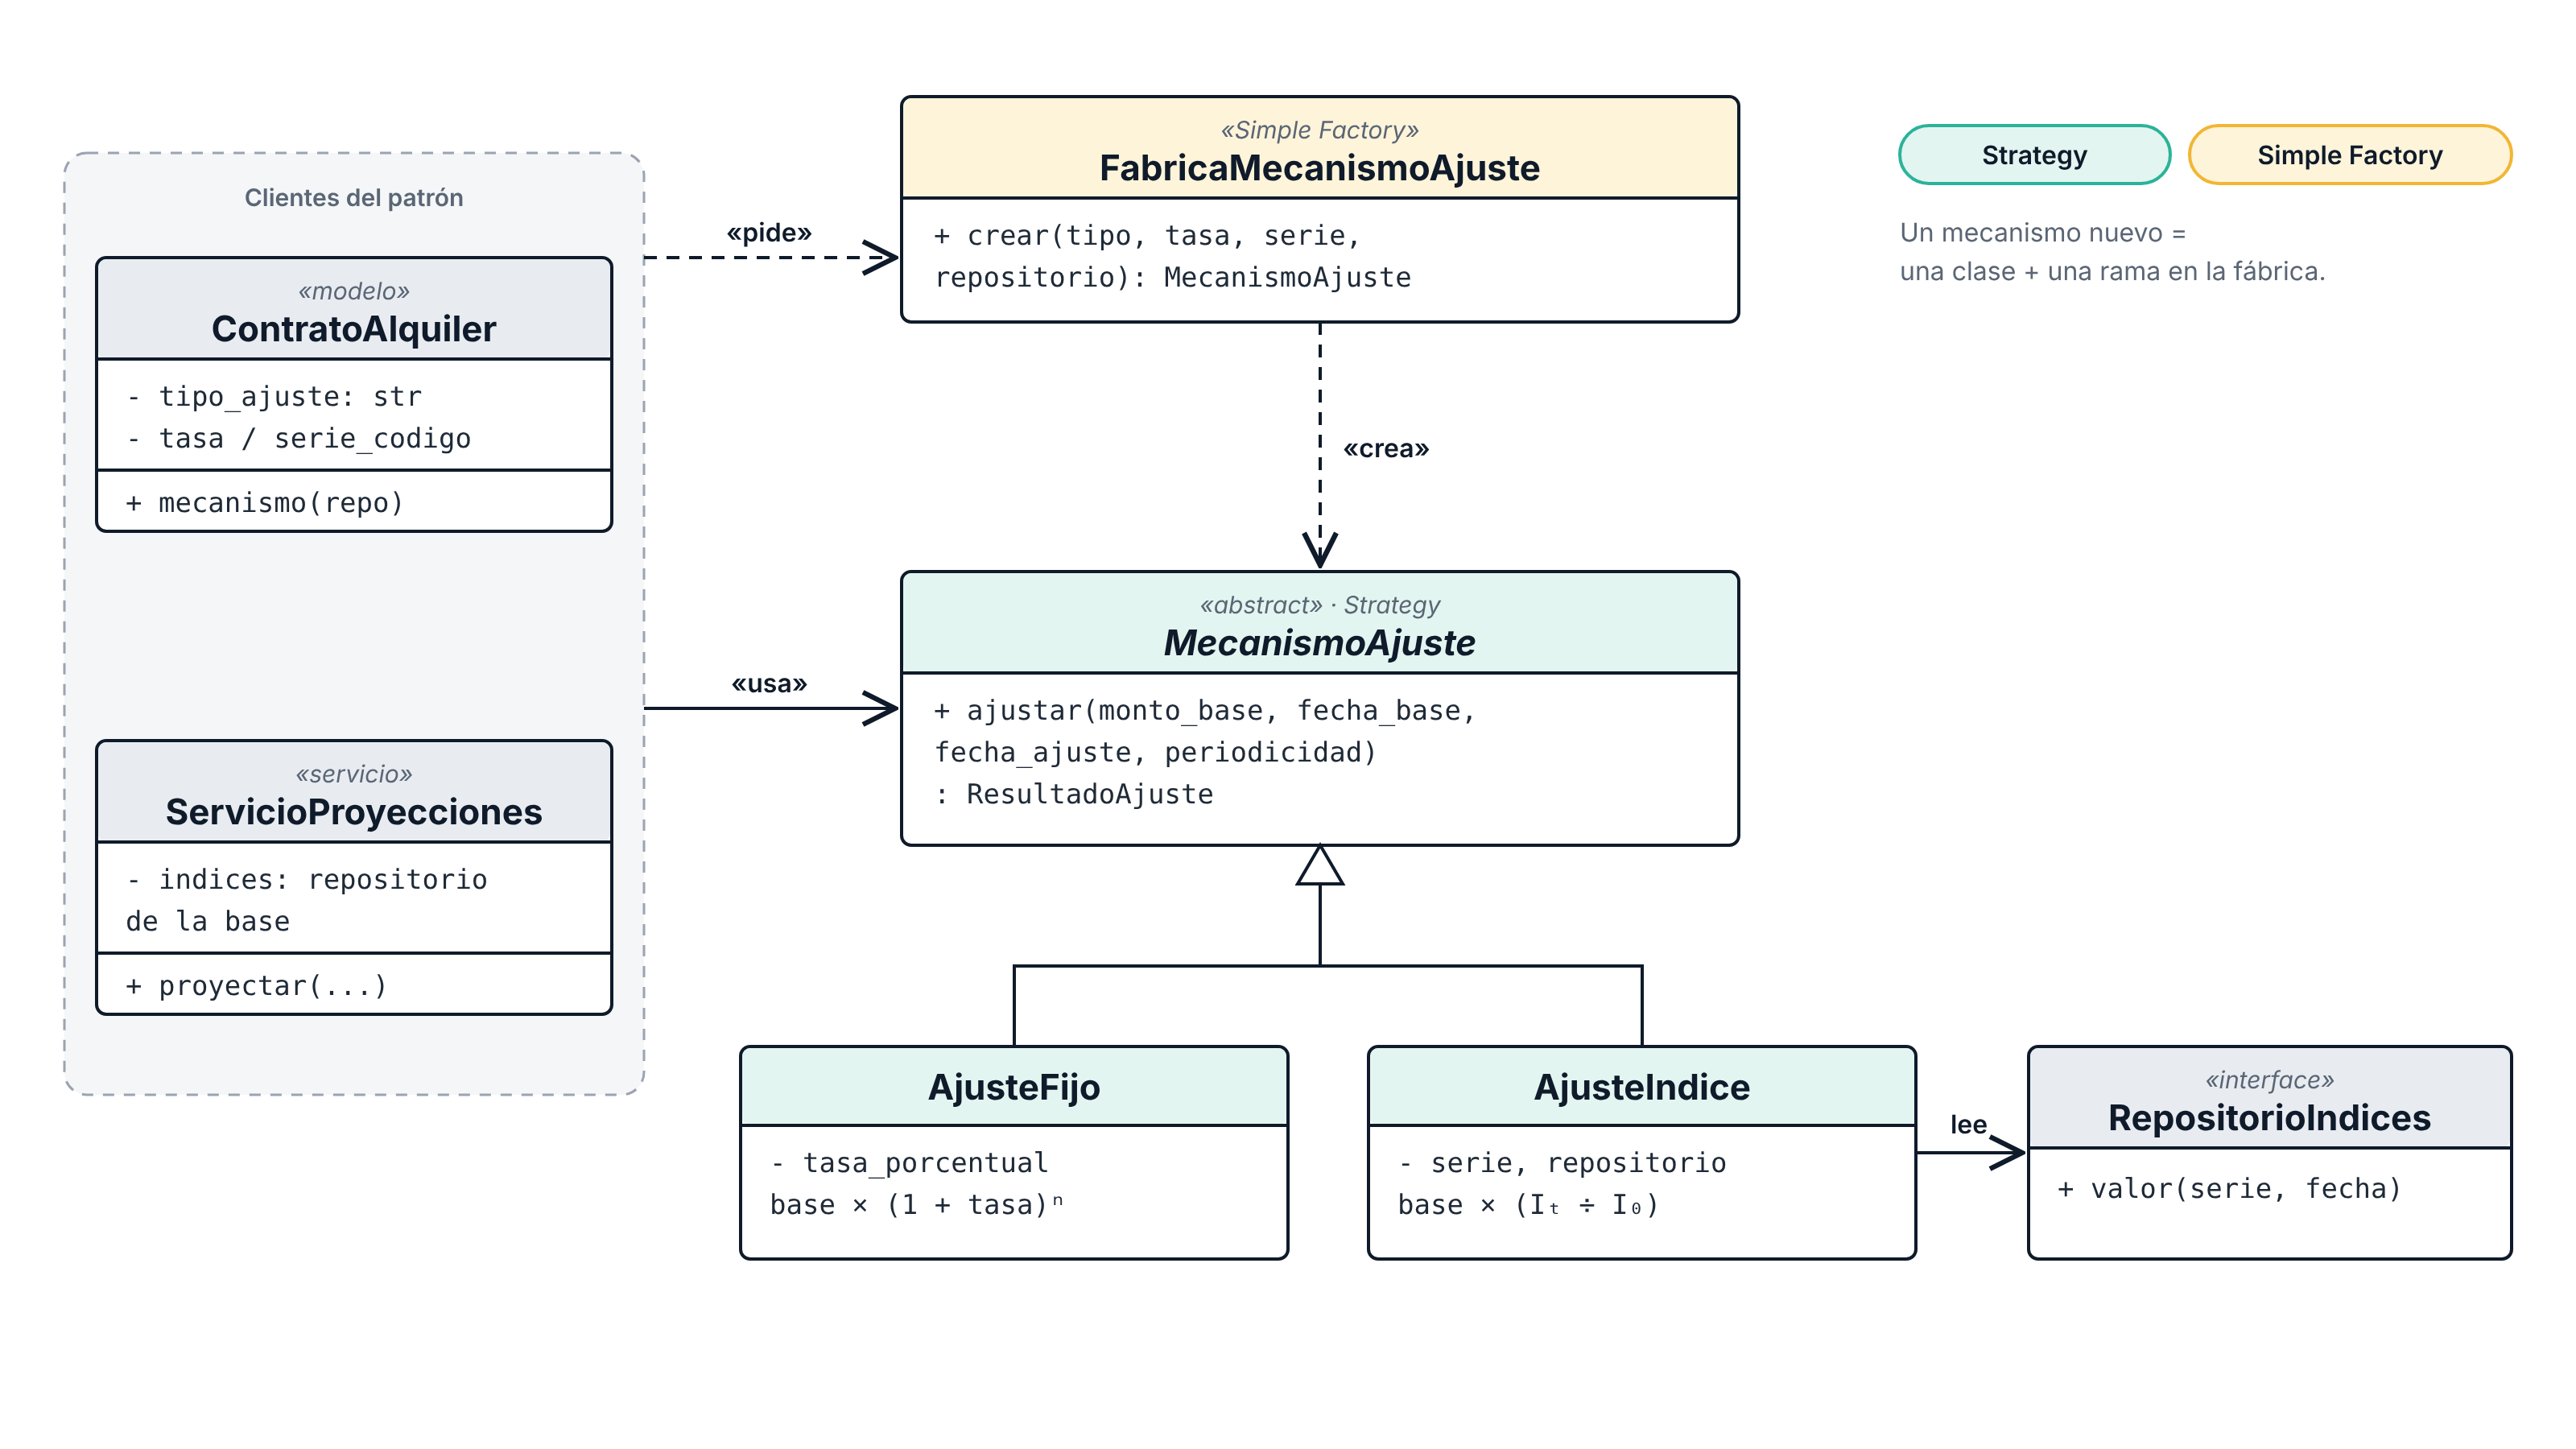 Clientes del patrón
«modelo»
ContratoAlquiler
- tipo_ajuste: str
- tasa / serie_codigo
+ mecanismo(repo)
«servicio»
ServicioProyecciones
- indices: repositorio
de la base
+ proyectar(...)
«pide»
«usa»
«Simple Factory»
FabricaMecanismoAjuste
+ crear(tipo, tasa, serie,
repositorio): MecanismoAjuste
«crea»
«abstract» · Strategy
MecanismoAjuste
+ ajustar(monto_base, fecha_base,
fecha_ajuste, periodicidad)
: ResultadoAjuste
AjusteFijo
- tasa_porcentual
base × (1 + tasa)ⁿ
AjusteIndice
- serie, repositorio
base × (Iₜ ÷ I₀)
lee
«interface»
RepositorioIndices
+ valor(serie, fecha)
Strategy
Simple Factory
Un mecanismo nuevo =
una clase + una rama en la fábrica.